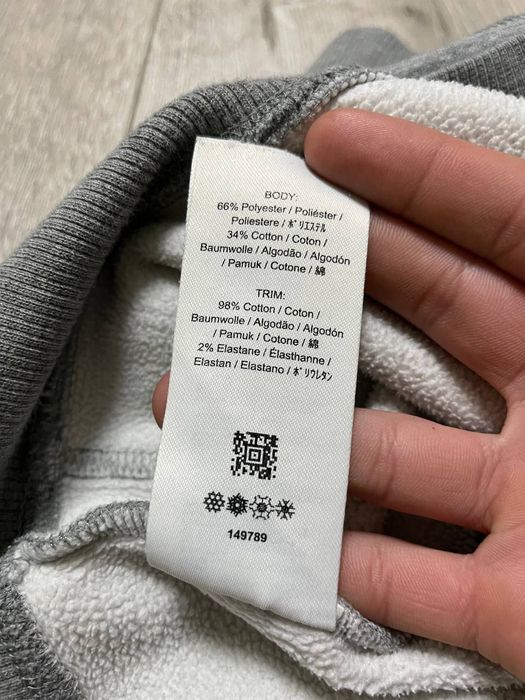 BODY:
66% Polyester / Poliéster /
Poliestere / ﾎﾟﾘｴｽﾃﾙ
34% Cotton / Coton /
Baumwolle / Algodão / Algodón
/ Pamuk / Cotone / 綿
TRIM:
98% Cotton / Coton /
Baumwolle / Algodão / Algodón
/ Pamuk / Cotone / 綿
2% Elastane / Élasthanne /
Elastan / Elastano / ﾎﾟﾘｳﾚﾀﾝ
149789